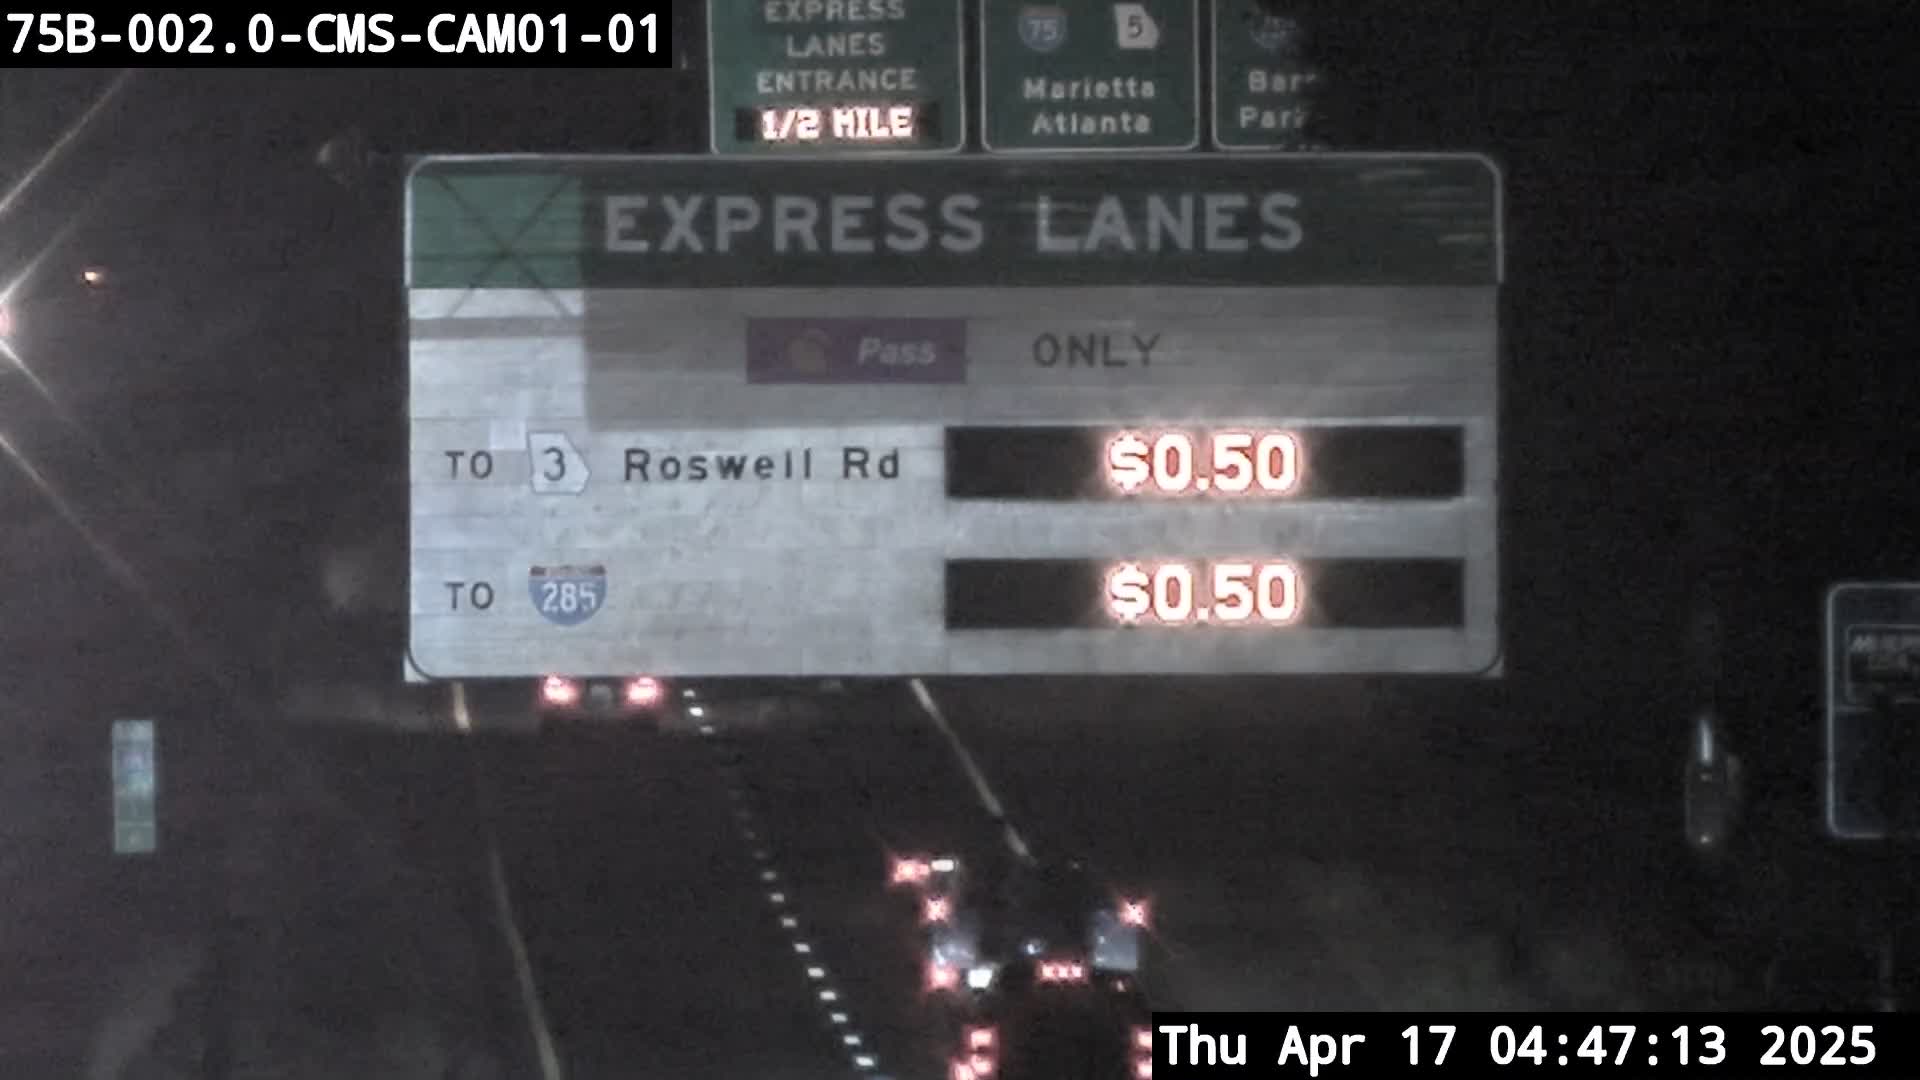 75B-002.0-CMS-CAM01-01
EXPRESS
LANES
ENTRANCE
1/2 MILE
75
5
Marietta
Atlanta
EXPRESS LANES
Pass ONLY
TO 3 Roswell Rd $0.50
TO 285 $0.50
Thu Apr 17 04:47:13 2025